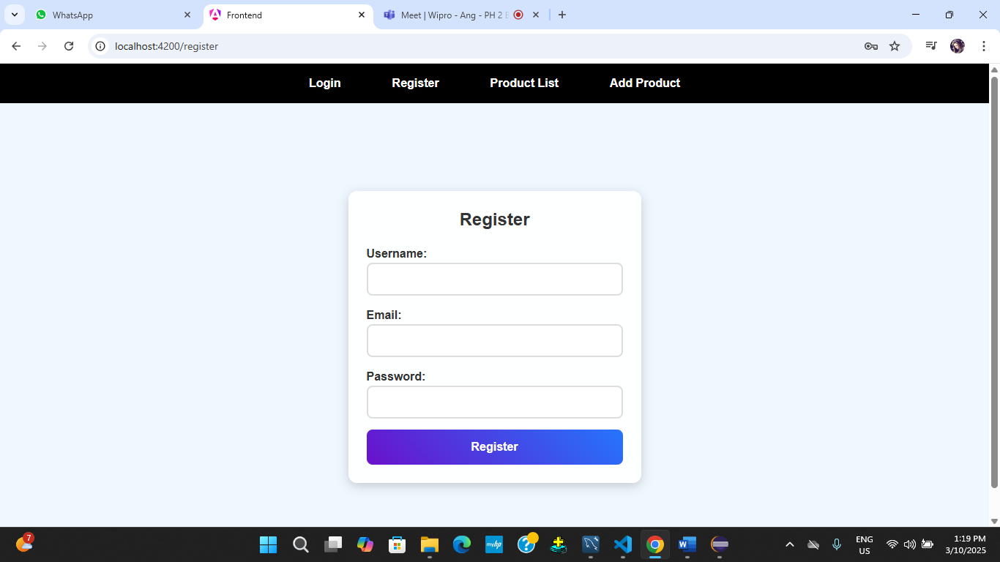 WhatsApp
Frontend
Meet | Wipro - Ang - PH 2
localhost:4200/register
Login
Register
Product List
Add Product
Register
Username:
Email:
Password:
Register
7
myhp
?
W
ENG
US
1:19 PM
3/10/2025